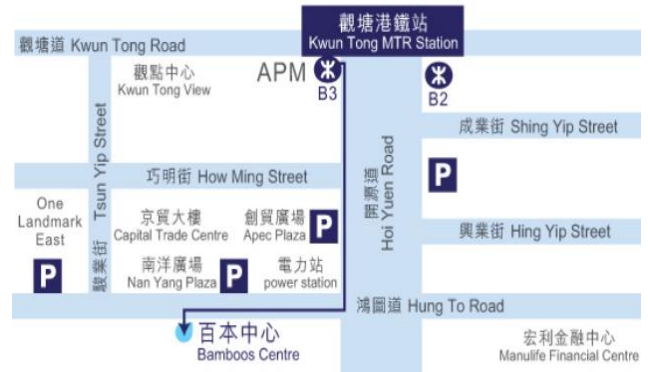 觀塘港鐵站
Kwun Tong MTR Station
觀塘道 Kwun Tong Road
觀點中心
Kwun Tong View
APM
B3
B2
成業街 Shing Yip Street
駿業街 Tsun Yip Street
巧明街 How Ming Street
開源道
Hoi Yuen Road
P
One
Landmark
East
P
京貿大樓
Capital Trade Centre
創貿廣場
Apec Plaza
P
興業街 Hing Yip Street
南洋廣場
Nan Yang Plaza
P
電力站
power station
鴻圖道 Hung To Road
百本中心
Bamboos Centre
宏利金融中心
Manulife Financial Centre